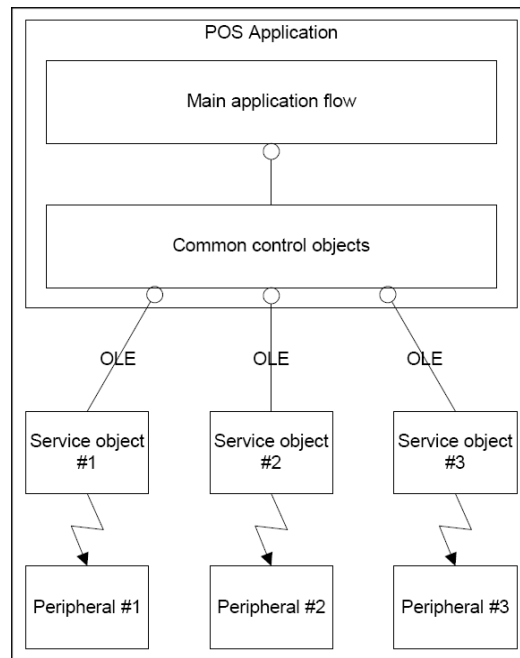 POS Application
Main application flow
Common control objects
OLE
OLE
OLE
Service object
#1
Service object
#2
Service object
#3
Peripheral #1
Peripheral #2
Peripheral #3